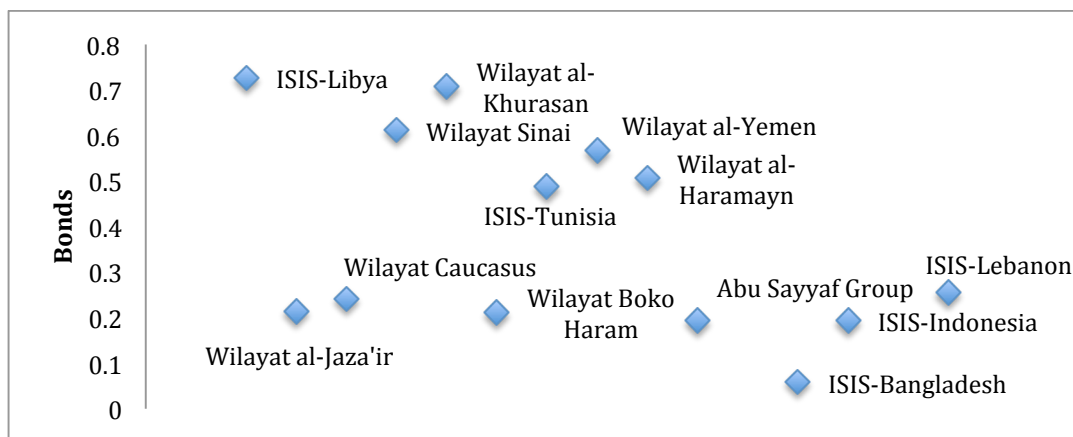 0.8
0.7
0.6
0.5
0.4
0.3
0.2
0.1
0
Bonds
ISIS-Libya
Wilayat al-
Khurasan
Wilayat Sinai
Wilayat al-Yemen
Wilayat al-
Haramayn
ISIS-Tunisia
Wilayat Caucasus
Wilayat al-Jaza'ir
Wilayat Boko
Haram
Abu Sayyaf Group
ISIS-Lebanon
ISIS-Indonesia
ISIS-Bangladesh